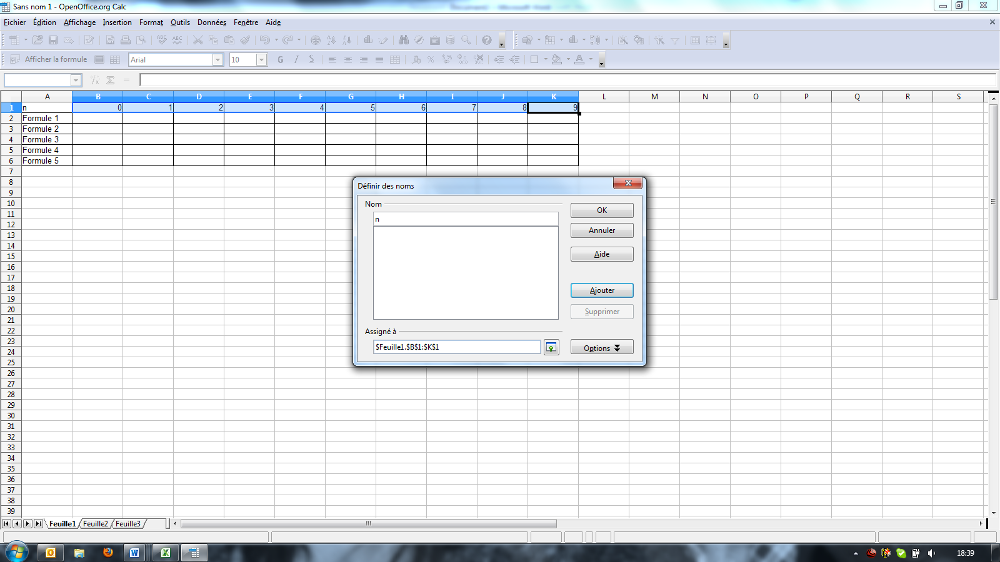 Sans nom 1 - OpenOffice.org Calc
Fichier Édition Affichage Insertion Format Outils Données Fenêtre Aide
Afficher la formule Arial 10 G I S
A B C D E F G H I J K L M N O P Q R S
1 n 0 1 2 3 4 5 6 7 8 9
2 Formule 1
3 Formule 2
4 Formule 3
5 Formule 4
6 Formule 5
7
8
9
10
11
12
13
14
15
16
17
18
19
20
21
22
23
24
25
26
27
28
29
30
31
32
33
34
35
36
37
38
39
Définir des noms
Nom
n
OK
Annuler
Aide
Ajouter
Supprimer
Assigné à
$Feuille1.$B$1:$K$1
Options
Feuille1 Feuille2 Feuille3
18:39